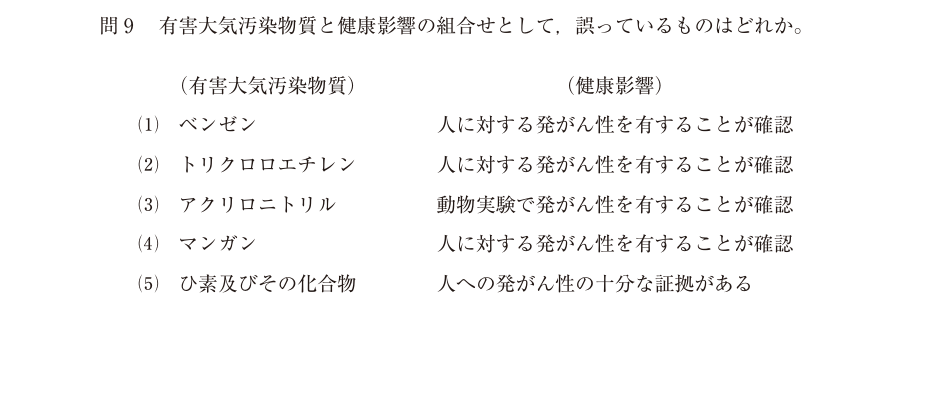 問9 有害大気汚染物質と健康影響の組合せとして，誤っているものはどれか。
（有害大気汚染物質） （健康影響）
⑴ ベンゼン 人に対する発がん性を有することが確認
⑵ トリクロロエチレン 人に対する発がん性を有することが確認
⑶ アクリロニトリル 動物実験で発がん性を有することが確認
⑷ マンガン 人に対する発がん性を有することが確認
⑸ ひ素及びその化合物 人への発がん性の十分な証拠がある